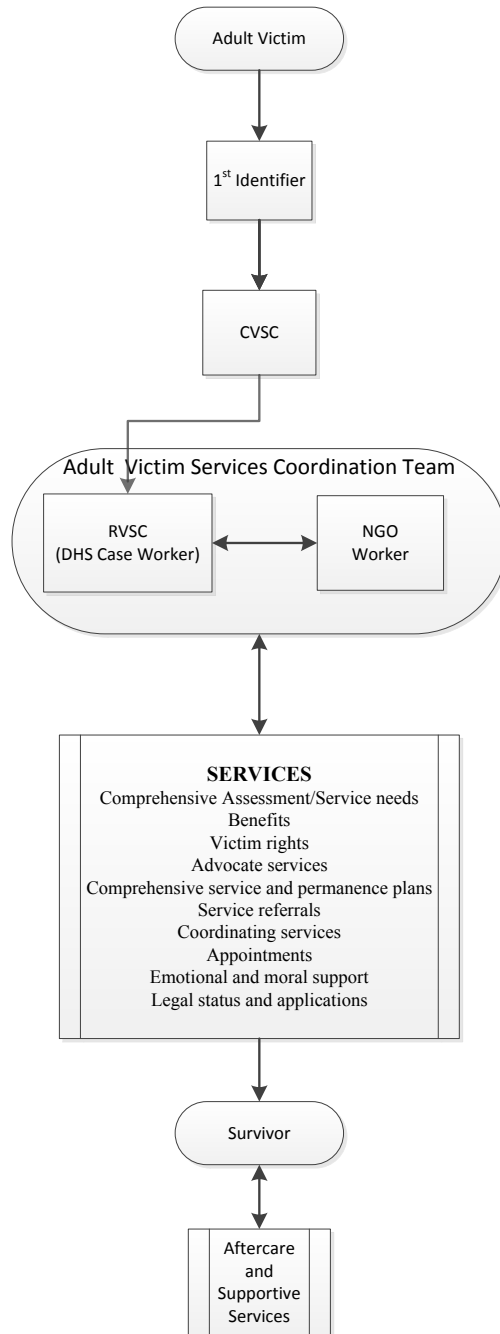 Adult Victim
1st Identifier
CVSC
Adult Victim Services Coordination Team
RVSC
(DHS Case Worker)
NGO
Worker
SERVICES
Comprehensive Assessment/Service needs
Benefits
Victim rights
Advocate services
Comprehensive service and permanence plans
Service referrals
Coordinating services
Appointments
Emotional and moral support
Legal status and applications
Survivor
Aftercare
and
Supportive
Services